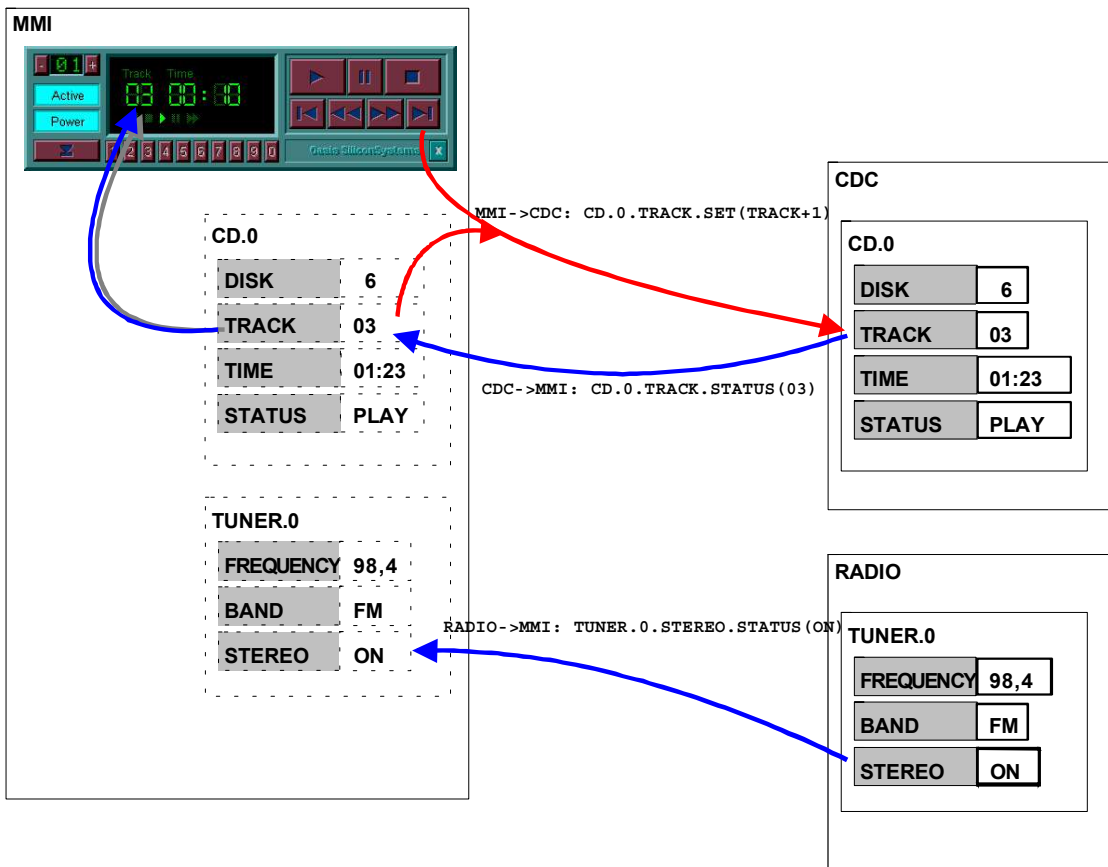 MMI
- 01 +
Track Time
Active
03 00:10
Power
2 3 4 5 6 7 8 9 0
Oasis SiliconSystems
x
MMI->CDC: CD.0.TRACK.SET(TRACK+1)
CD.0
DISK 6
TRACK 03
TIME 01:23
STATUS PLAY
CDC->MMI: CD.0.TRACK.STATUS(03)
CDC
CD.0
DISK 6
TRACK 03
TIME 01:23
STATUS PLAY
TUNER.0
FREQUENCY 98,4
BAND FM
STEREO ON
RADIO->MMI: TUNER.0.STEREO.STATUS(ON)
RADIO
TUNER.0
FREQUENCY 98,4
BAND FM
STEREO ON